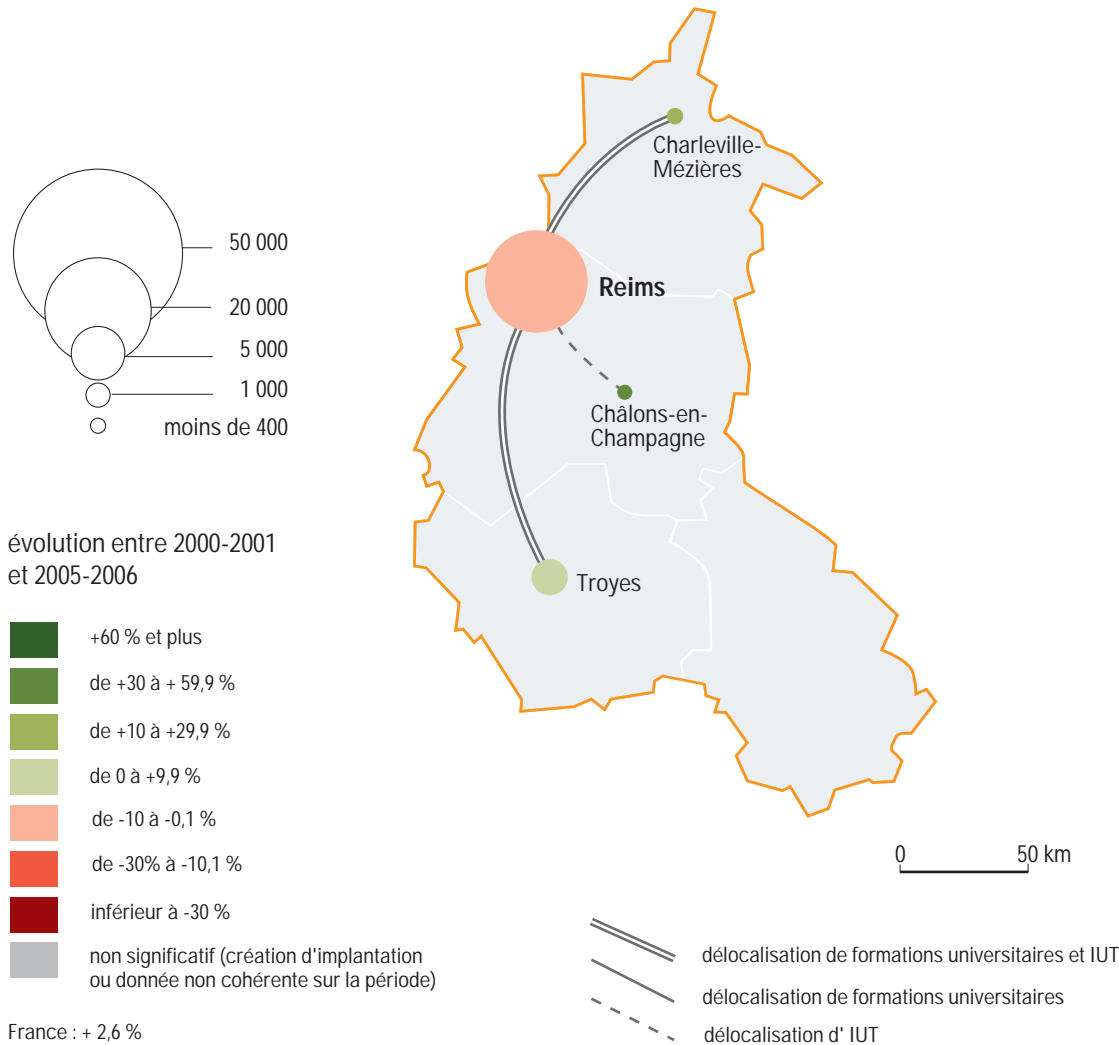 Charleville-
Mézières
Reims
Châlons-en-
Champagne
Troyes
50 000
20 000
5 000
1 000
moins de 400
évolution entre 2000-2001
et 2005-2006
+60 % et plus
de +30 à + 59,9 %
de +10 à +29,9 %
de 0 à +9,9 %
de -10 à -0,1 %
de -30% à -10,1 %
inférieur à -30 %
non significatif (création d'implantation
ou donnée non cohérente sur la période)
France : + 2,6 %
0 50 km
délocalisation de formations universitaires et IUT
délocalisation de formations universitaires
délocalisation d' IUT